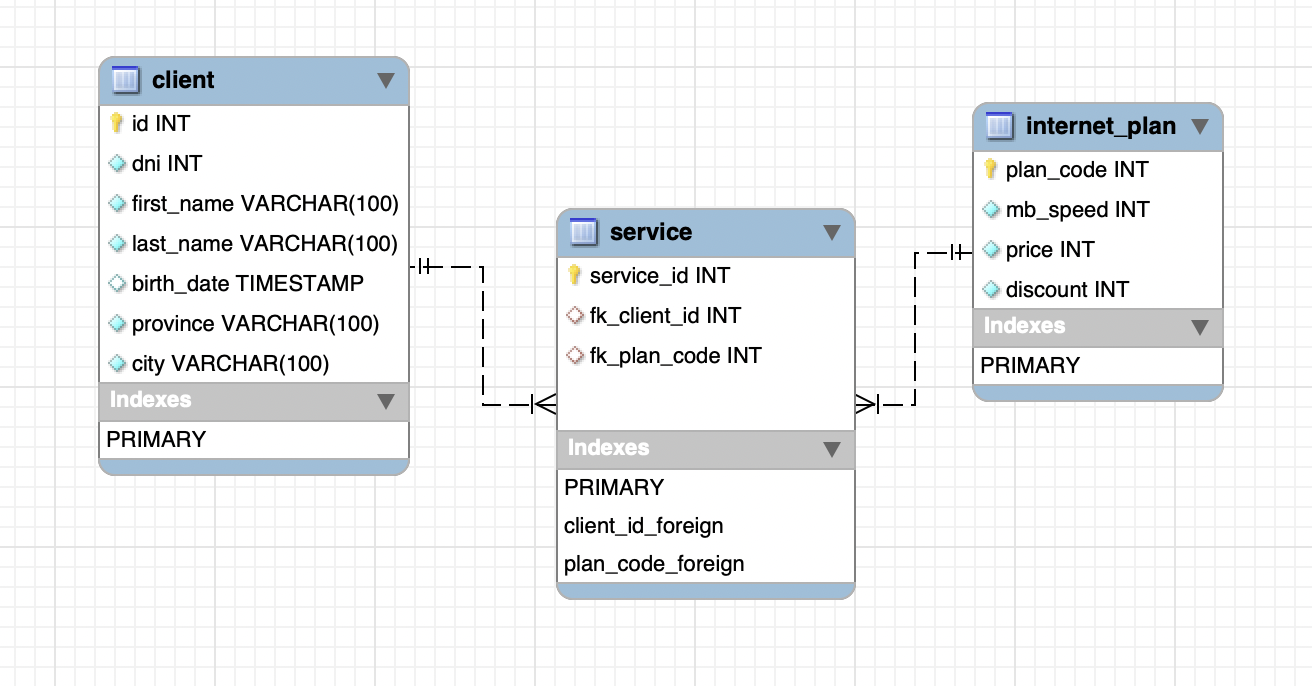 client
id INT
dni INT
first_name VARCHAR(100)
last_name VARCHAR(100)
birth_date TIMESTAMP
province VARCHAR(100)
city VARCHAR(100)
Indexes
PRIMARY
service
service_id INT
fk_client_id INT
fk_plan_code INT
Indexes
PRIMARY
client_id_foreign
plan_code_foreign
internet_plan
plan_code INT
mb_speed INT
price INT
discount INT
Indexes
PRIMARY